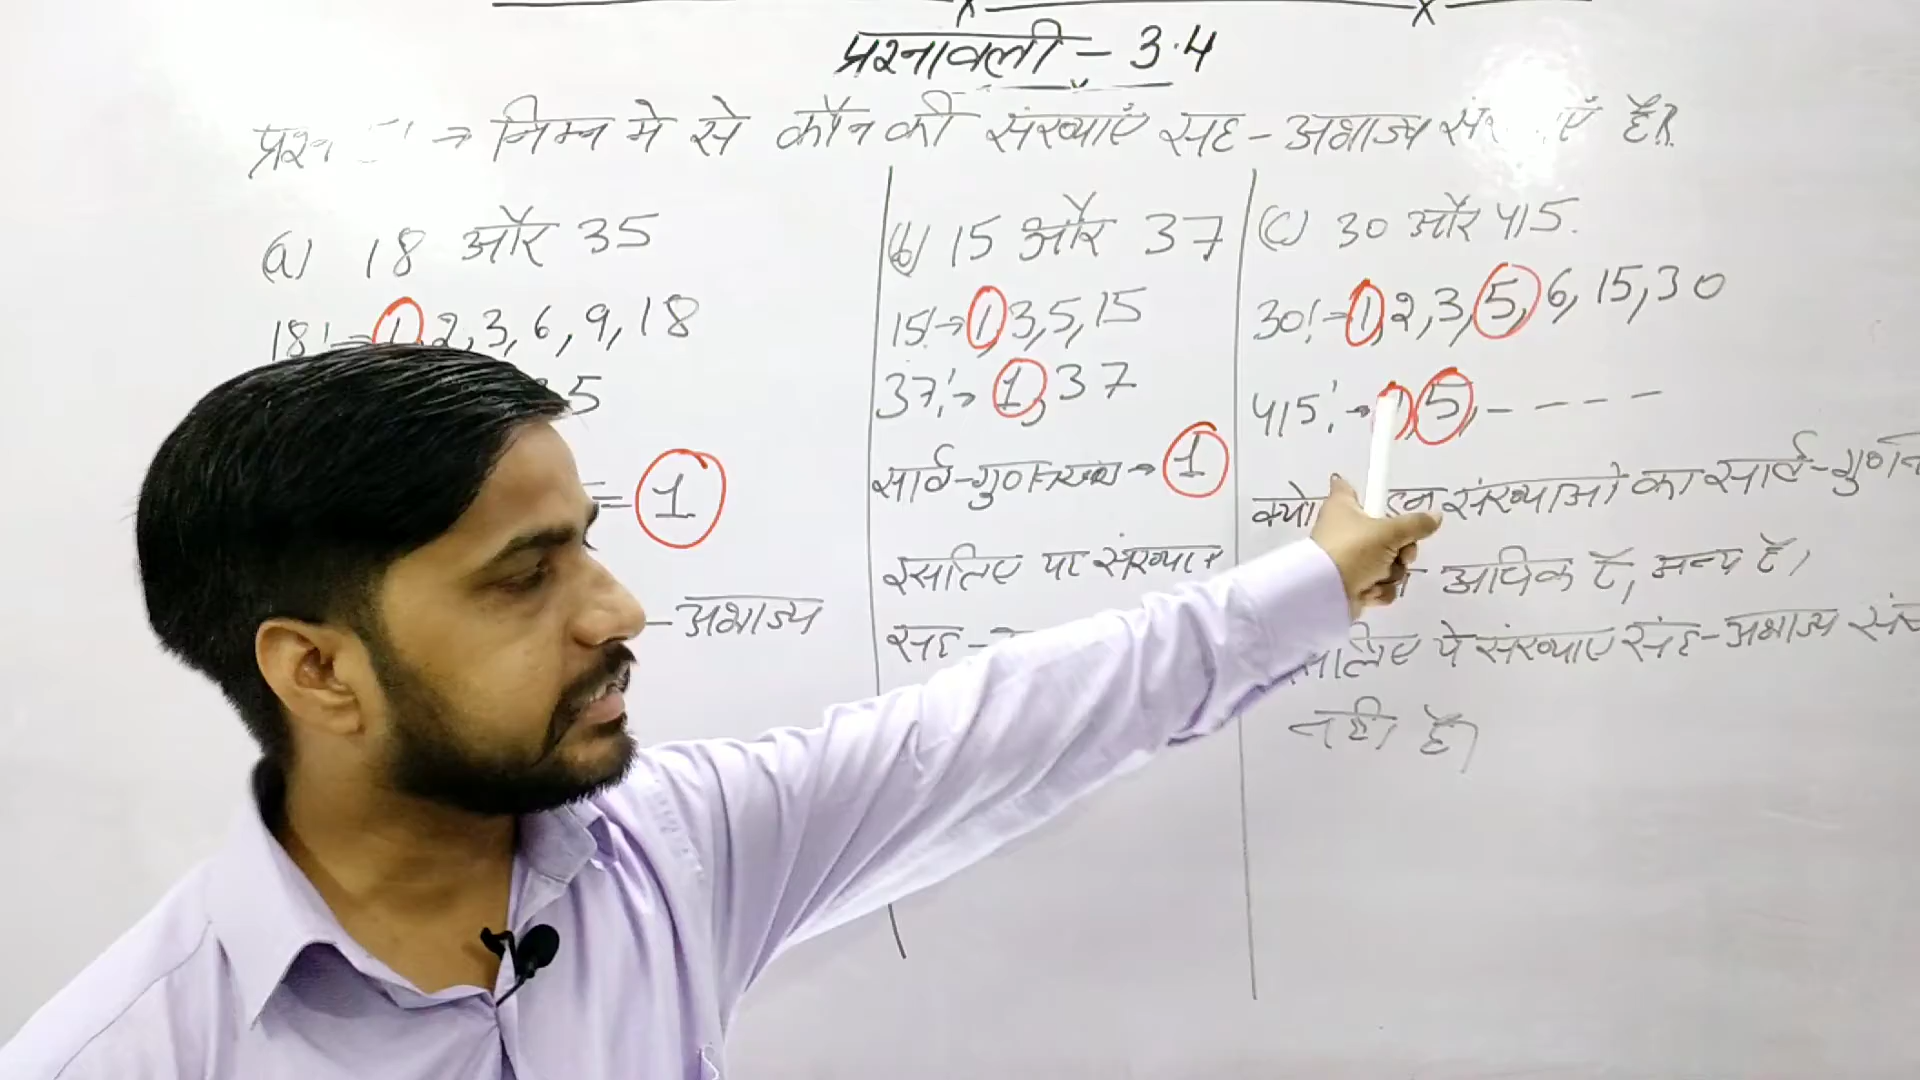 प्रश्नावली - 3.4
→ निम्न मे से कौन की संख्याएँ सह-अभाज्य है?
(a) 18 और 35
18!→ 1, 2, 3, 6, 9, 18
5
= 1
- अभाज्य
(b) 15 और 37
15!→ 1, 3, 5, 15
37!→ 1, 37
सार्व-गुणनखण्ड → 1
इसलिए यह संख्याएँ
सह-
(c) 30 और 415.
30!→ 1, 2, 3, 5, 6, 15, 30
415!→ 1, 5, - - - -
क्यो इन संख्याओ का सार्व-गुणन
अधिक है, अन्य है।
ये संख्याए सह-अभाज्य
नही है।